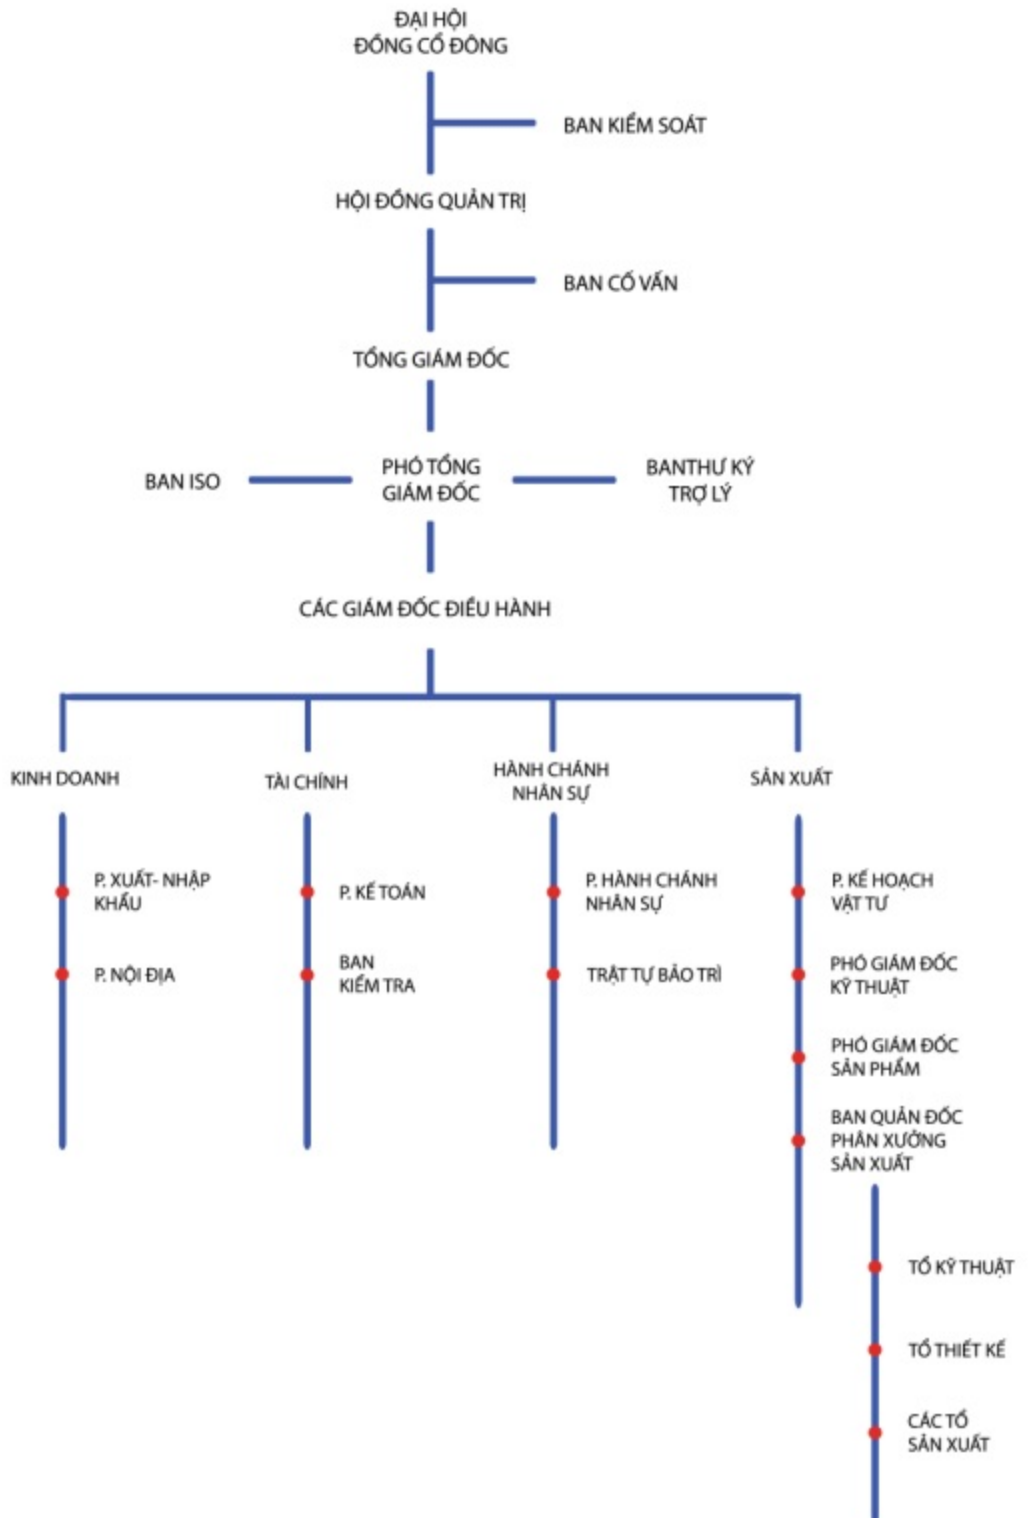 ĐẠI HỘI
ĐỒNG CỔ ĐÔNG
BAN KIỂM SOÁT
HỘI ĐỒNG QUẢN TRỊ
BAN CỐ VẤN
TỔNG GIÁM ĐỐC
BAN ISO
PHÓ TỔNG
GIÁM ĐỐC
BANTHƯ KÝ
TRỢ LÝ
CÁC GIÁM ĐỐC ĐIỀU HÀNH
KINH DOANH
TÀI CHÍNH
HÀNH CHÁNH
NHÂN SỰ
SẢN XUẤT
P. XUẤT- NHẬP
KHẨU
P. NỘI ĐỊA
P. KẾ TOÁN
BAN
KIỂM TRA
P. HÀNH CHÁNH
NHÂN SỰ
TRẬT TỰ BẢO TRÌ
P. KẾ HOẠCH
VẬT TƯ
PHÓ GIÁM ĐỐC
KỸ THUẬT
PHÓ GIÁM ĐỐC
SẢN PHẨM
BAN QUẢN ĐỐC
PHÂN XƯỞNG
SẢN XUẤT
TỔ KỸ THUẬT
TỔ THIẾT KẾ
CÁC TỔ
SẢN XUẤT